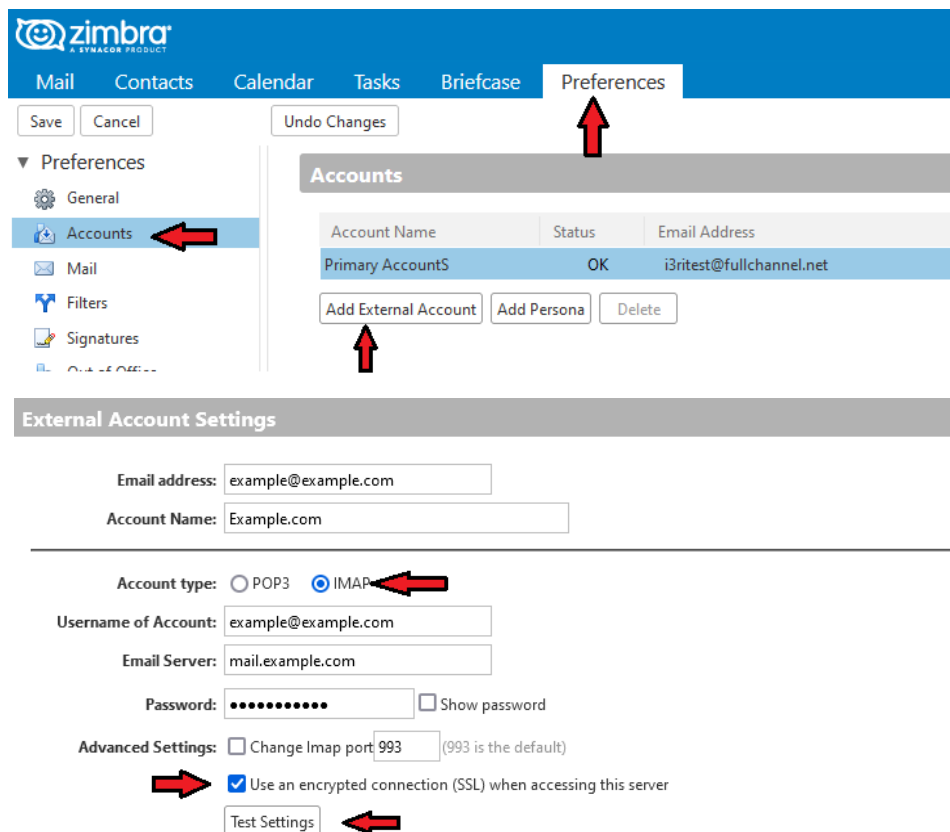 zimbra
A SYNACOR PRODUCT
Mail Contacts Calendar Tasks Briefcase Preferences
Save Cancel Undo Changes
Preferences
General
Accounts
Mail
Filters
Signatures
Out of Office
Accounts
Account Name Status Email Address
Primary AccountS OK i3ritest@fullchannel.net
Add External Account Add Persona Delete
External Account Settings
Email address: example@example.com
Account Name: Example.com
Account type: POP3 IMAP
Username of Account: example@example.com
Email Server: mail.example.com
Password: ●●●●●●●●●●● Show password
Advanced Settings: Change Imap port 993 (993 is the default)
Use an encrypted connection (SSL) when accessing this server
Test Settings